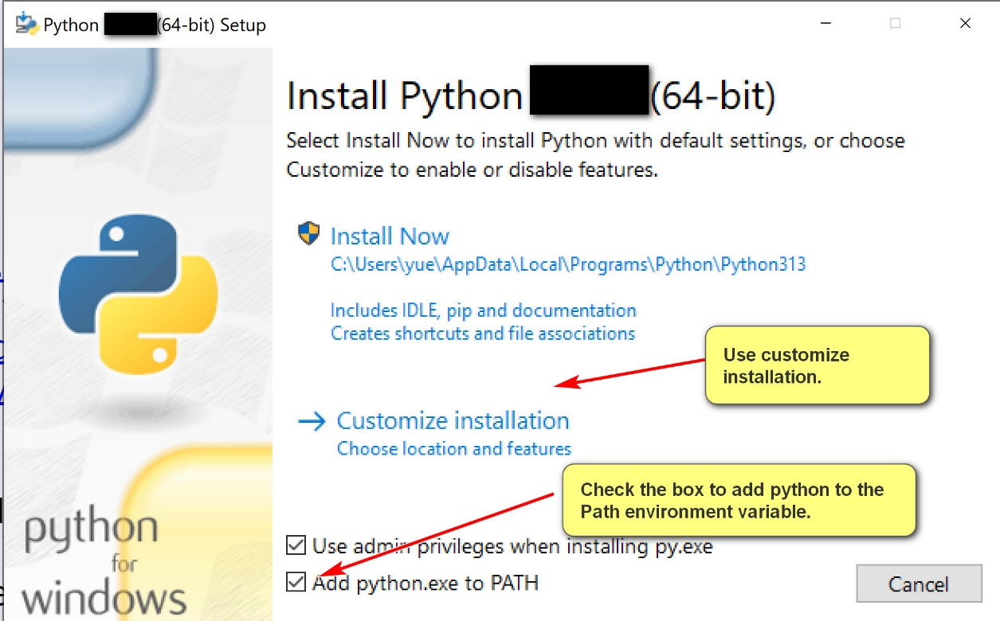 Python (64-bit) Setup
Install Python (64-bit)
Select Install Now to install Python with default settings, or choose
Customize to enable or disable features.
Install Now
C:\Users\yue\AppData\Local\Programs\Python\Python313
Includes IDLE, pip and documentation
Creates shortcuts and file associations
Use customize
installation.
Customize installation
Choose location and features
Check the box to add python to the
Path environment variable.
Use admin privileges when installing py.exe
Add python.exe to PATH
Cancel
python
for
windows